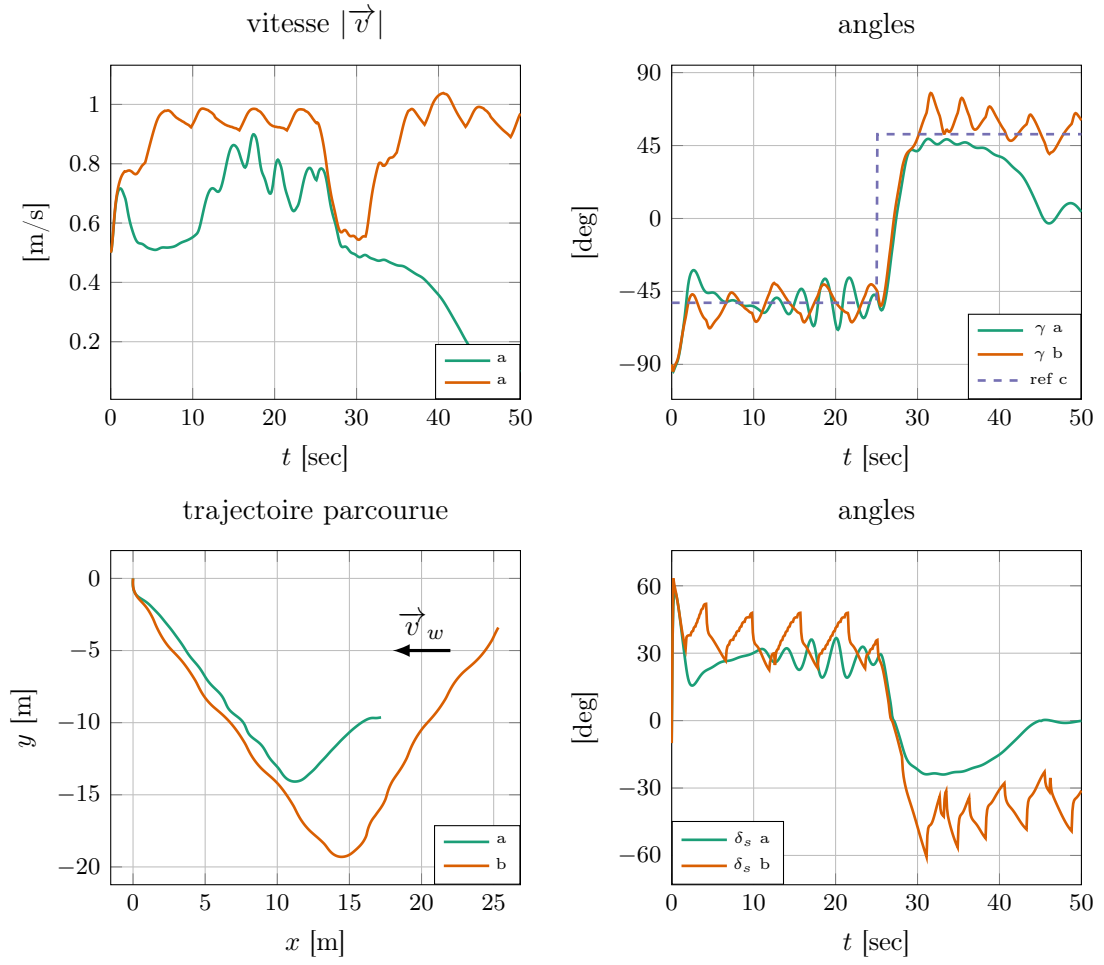 vitesse |v⃗|
1
0.8
0.6
0.4
0.2
[m/s]
0 10 20 30 40 50
t [sec]
a
a
angles
90
45
0
−45
−90
[deg]
0 10 20 30 40 50
t [sec]
γ a
γ b
ref c
trajectoire parcourue
0
−5
−10
−15
−20
y [m]
0 5 10 15 20 25
x [m]
v⃗w
a
b
angles
60
30
0
−30
−60
[deg]
0 10 20 30 40 50
t [sec]
δs a
δs b